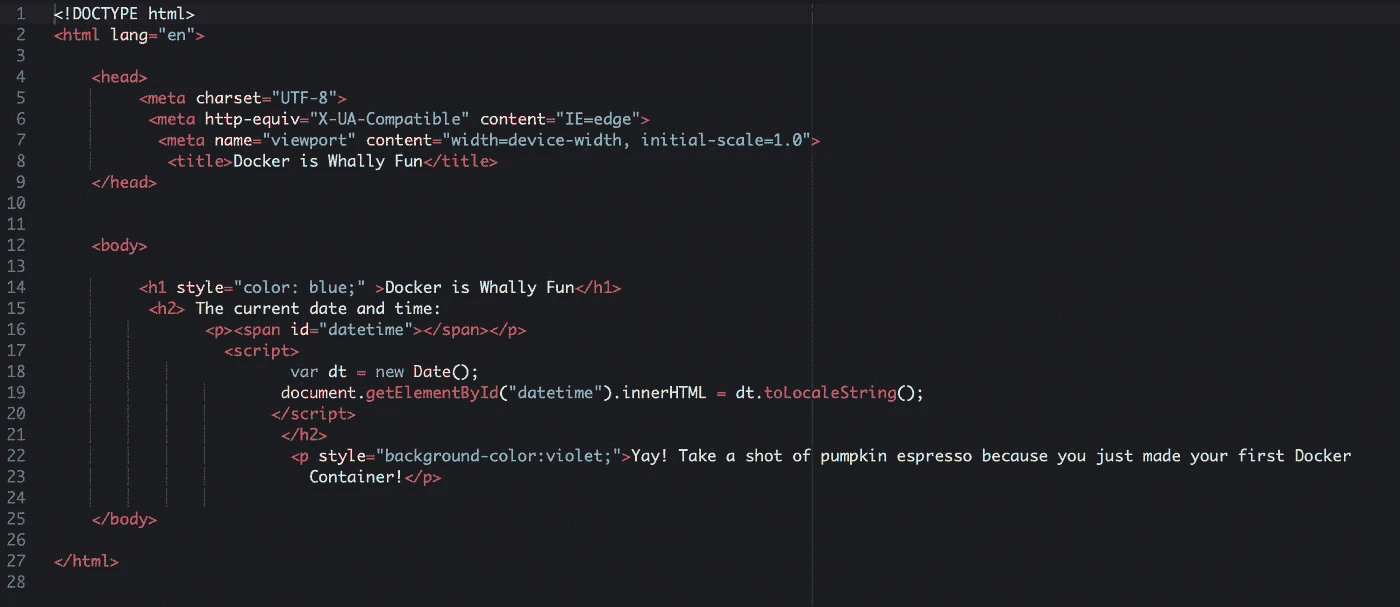 1 <!DOCTYPE html>
2 <html lang="en">
3
4 <head>
5 <meta charset="UTF-8">
6 <meta http-equiv="X-UA-Compatible" content="IE=edge">
7 <meta name="viewport" content="width=device-width, initial-scale=1.0">
8 <title>Docker is Whally Fun</title>
9 </head>
10
11
12 <body>
13
14 <h1 style="color: blue;" >Docker is Whally Fun</h1>
15 <h2> The current date and time:
16 <p><span id="datetime"></span></p>
17 <script>
18 var dt = new Date();
19 document.getElementById("datetime").innerHTML = dt.toLocaleString();
20 </script>
21 </h2>
22 <p style="background-color:violet;">Yay! Take a shot of pumpkin espresso because you just made your first Docker
23 Container!</p>
24
25 </body>
26
27 </html>
28